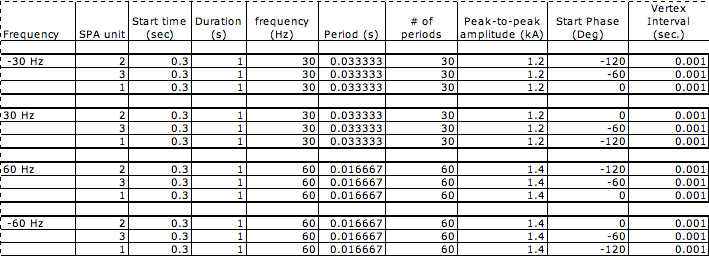 Frequency SPA unit Start time (sec) Duration (s) frequency (Hz) Period (s) # of periods Peak-to-peak amplitude (kA) Start Phase (Deg) Vertex Interval (sec.)
-30 Hz 2 0.3 1 30 0.033333 30 1.2 -120 0.001
3 0.3 1 30 0.033333 30 1.2 -60 0.001
1 0.3 1 30 0.033333 30 1.2 0 0.001
30 Hz 2 0.3 1 30 0.033333 30 1.2 0 0.001
3 0.3 1 30 0.033333 30 1.2 -60 0.001
1 0.3 1 30 0.033333 30 1.2 -120 0.001
60 Hz 2 0.3 1 60 0.016667 60 1.4 -120 0.001
3 0.3 1 60 0.016667 60 1.4 -60 0.001
1 0.3 1 60 0.016667 60 1.4 0 0.001
-60 Hz 2 0.3 1 60 0.016667 60 1.4 0 0.001
3 0.3 1 60 0.016667 60 1.4 -60 0.001
1 0.3 1 60 0.016667 60 1.4 -120 0.001